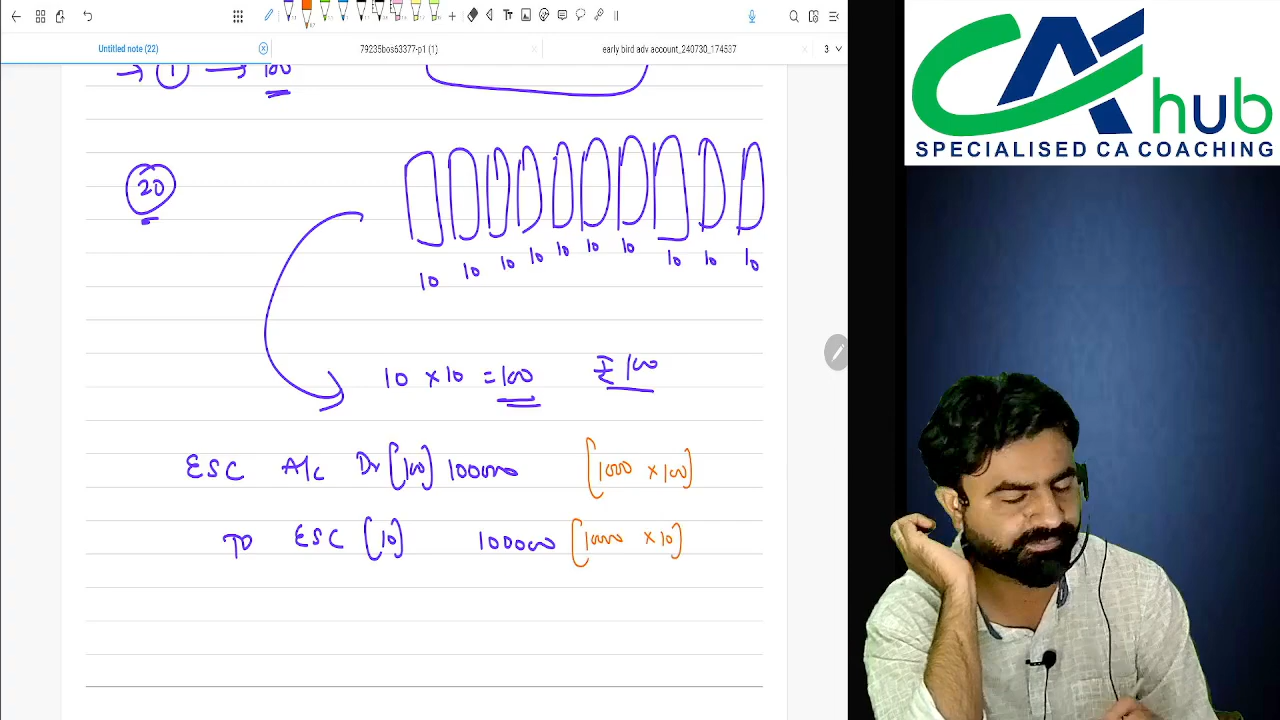 Untitled note (22)
79235bos63377-p1 (1)
early bird adv account_240730_174537
3
→ 1 → 100
20
10 10 10 10 10 10 10 10 10 10
10 × 10 = 100 ₹ 100
ESC A/c Dr [100] 100000 [1000 × 100]
To ESC [10] 100000 [10000 × 10]
CA hub
SPECIALISED CA COACHING